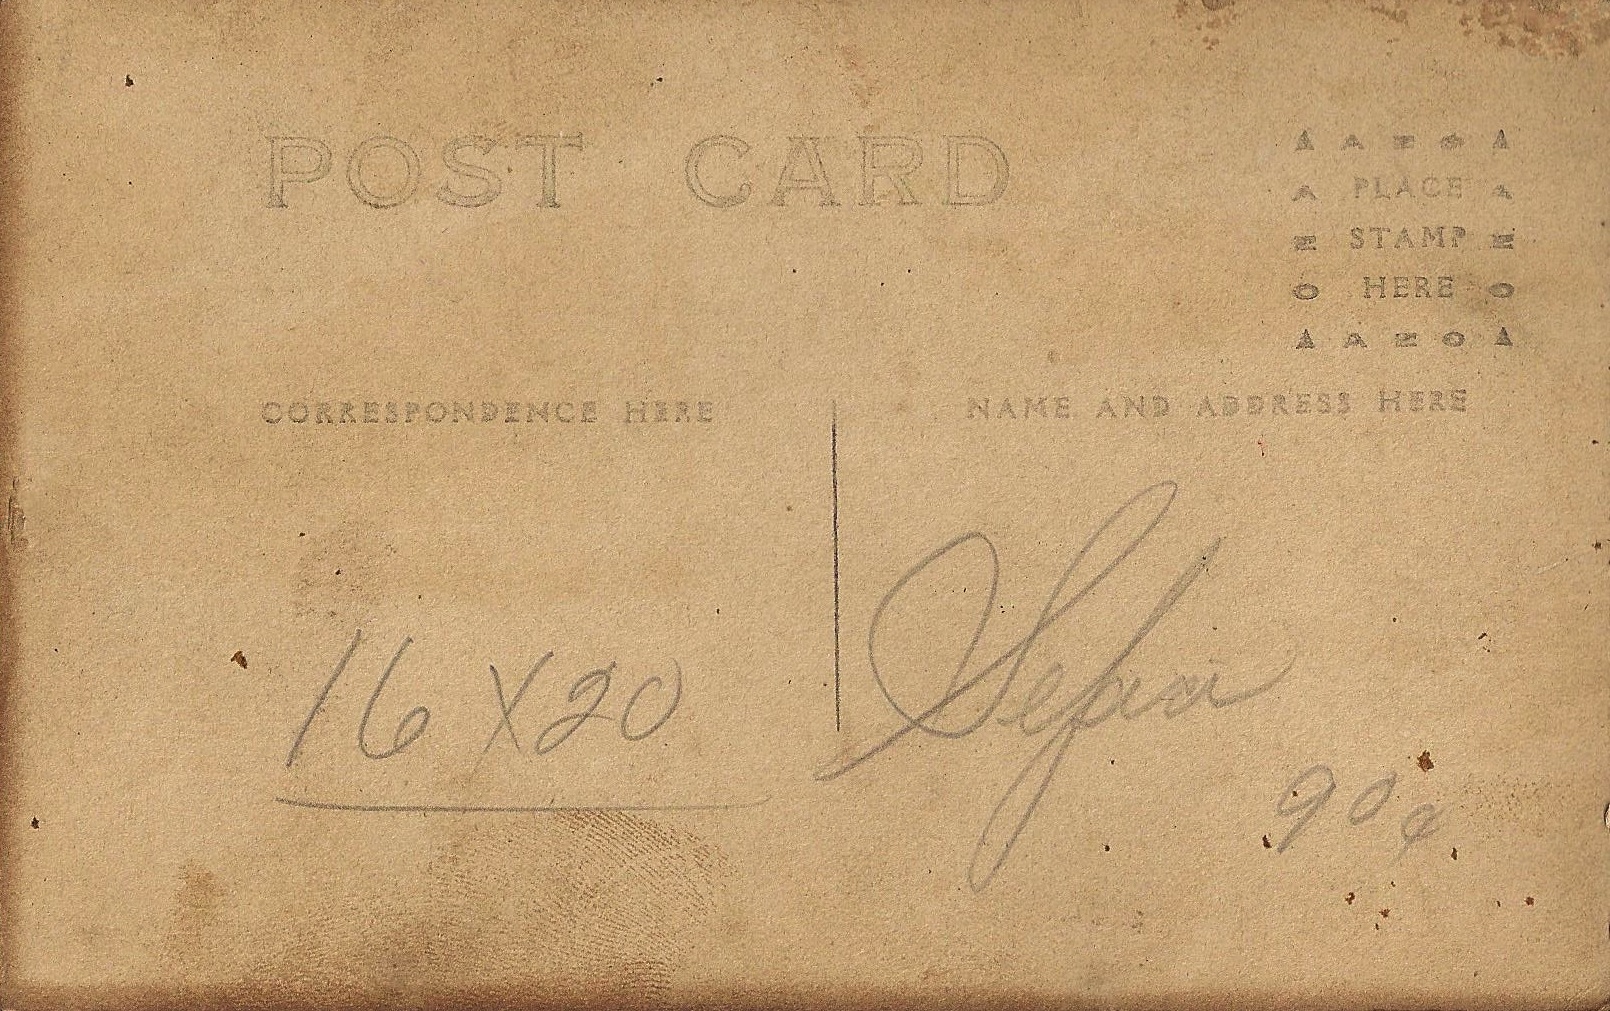 POST CARD
A A Z O A
A PLACE A
Z STAMP Z
O HERE O
A A Z O A
CORRESPONDENCE HERE
NAME AND ADDRESS HERE
16 X 20
Sepia
90¢